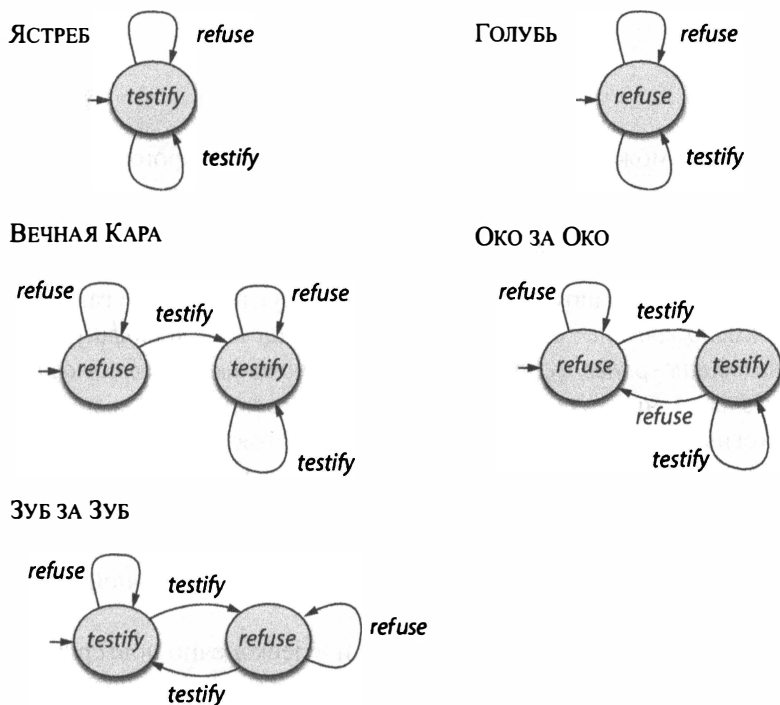 ЯСТРЕБ
refuse
testify
testify
ГОЛУБЬ
refuse
refuse
testify
ВЕЧНАЯ КАРА
refuse
testify
refuse
refuse
testify
testify
ОКО ЗА ОКО
refuse
testify
refuse
testify
refuse
testify
ЗУБ ЗА ЗУБ
refuse
testify
testify
refuse
refuse
testify